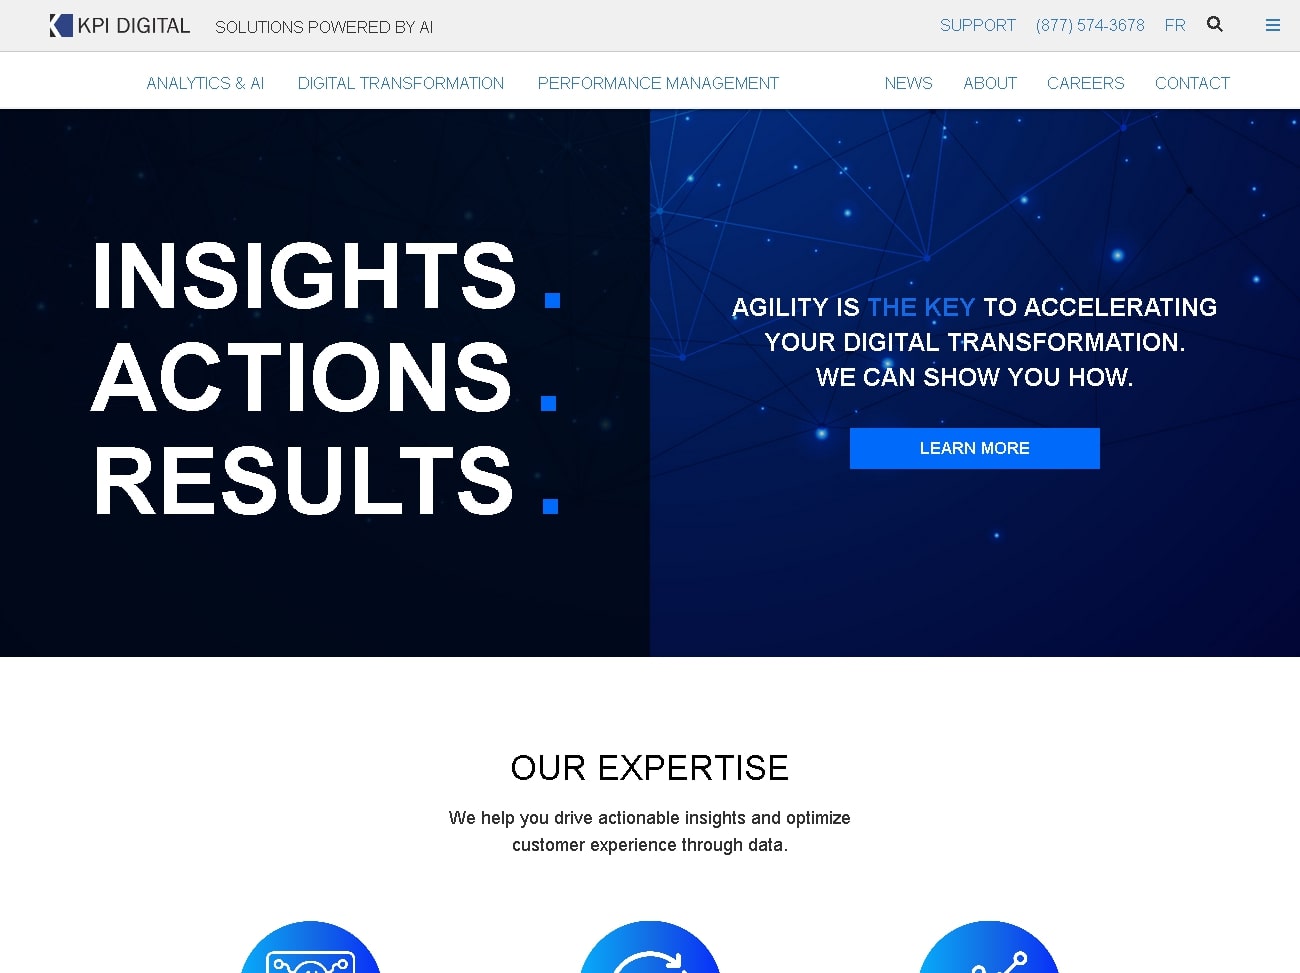 KPI DIGITAL
SOLUTIONS POWERED BY AI
SUPPORT
(877) 574-3678
FR
ANALYTICS & AI
DIGITAL TRANSFORMATION
PERFORMANCE MANAGEMENT
NEWS
ABOUT
CAREERS
CONTACT
INSIGHTS .
ACTIONS .
RESULTS .
AGILITY IS THE KEY TO ACCELERATING
YOUR DIGITAL TRANSFORMATION.
WE CAN SHOW YOU HOW.
LEARN MORE
OUR EXPERTISE
We help you drive actionable insights and optimize
customer experience through data.